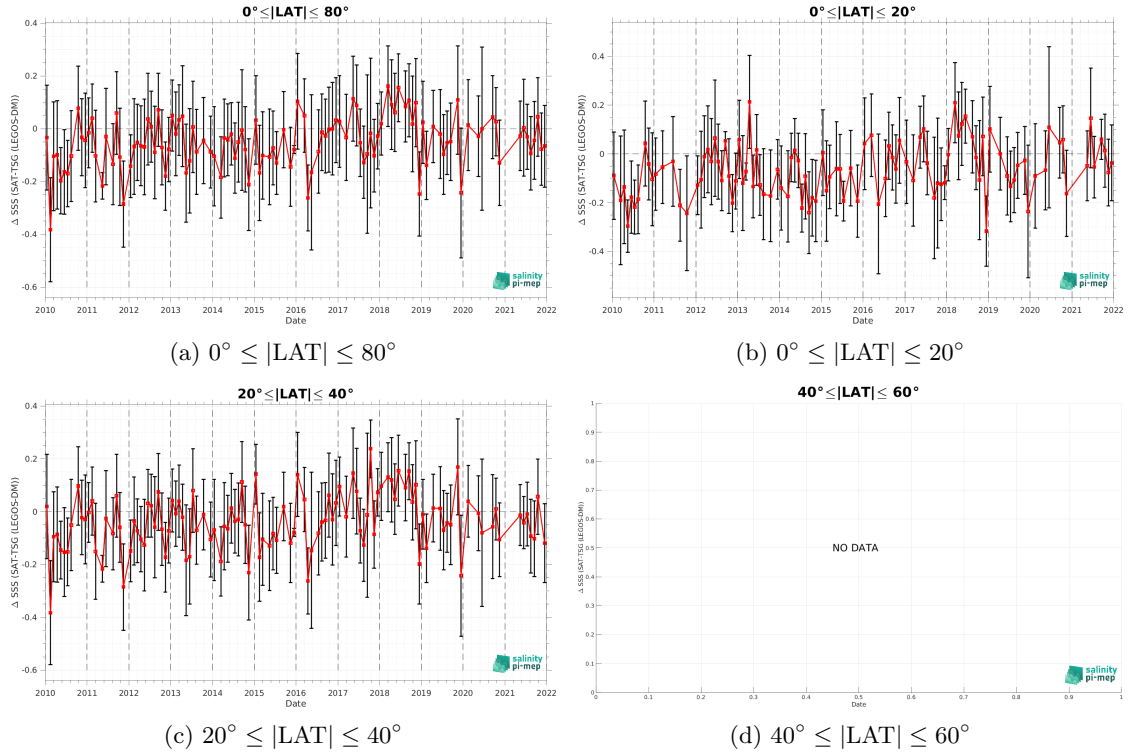 0°≤|LAT|≤ 80°
0.4
0.2
0
-0.2
-0.4
-0.6
Δ SSS (SAT-TSG (LEGOS-DM))
2010 2011 2012 2013 2014 2015 2016 2017 2018 2019 2020 2021 2022
Date
salinity
pi-mep
(a) 0° ≤ |LAT| ≤ 80°
0°≤|LAT|≤ 20°
0.4
0.2
0
-0.2
-0.4
Δ SSS (SAT-TSG (LEGOS-DM))
2010 2011 2012 2013 2014 2015 2016 2017 2018 2019 2020 2021 2022
Date
salinity
pi-mep
(b) 0° ≤ |LAT| ≤ 20°
20°≤|LAT|≤ 40°
0.4
0.2
0
-0.2
-0.4
-0.6
Δ SSS (SAT-TSG (LEGOS-DM))
2010 2011 2012 2013 2014 2015 2016 2017 2018 2019 2020 2021 2022
Date
salinity
pi-mep
(c) 20° ≤ |LAT| ≤ 40°
40°≤|LAT|≤ 60°
1
0.9
0.8
0.7
0.6
0.5
0.4
0.3
0.2
0.1
0
Δ SSS (SAT-TSG (LEGOS-DM))
NO DATA
0 0.1 0.2 0.3 0.4 0.5 0.6 0.7 0.8 0.9 1
Date
salinity
pi-mep
(d) 40° ≤ |LAT| ≤ 60°